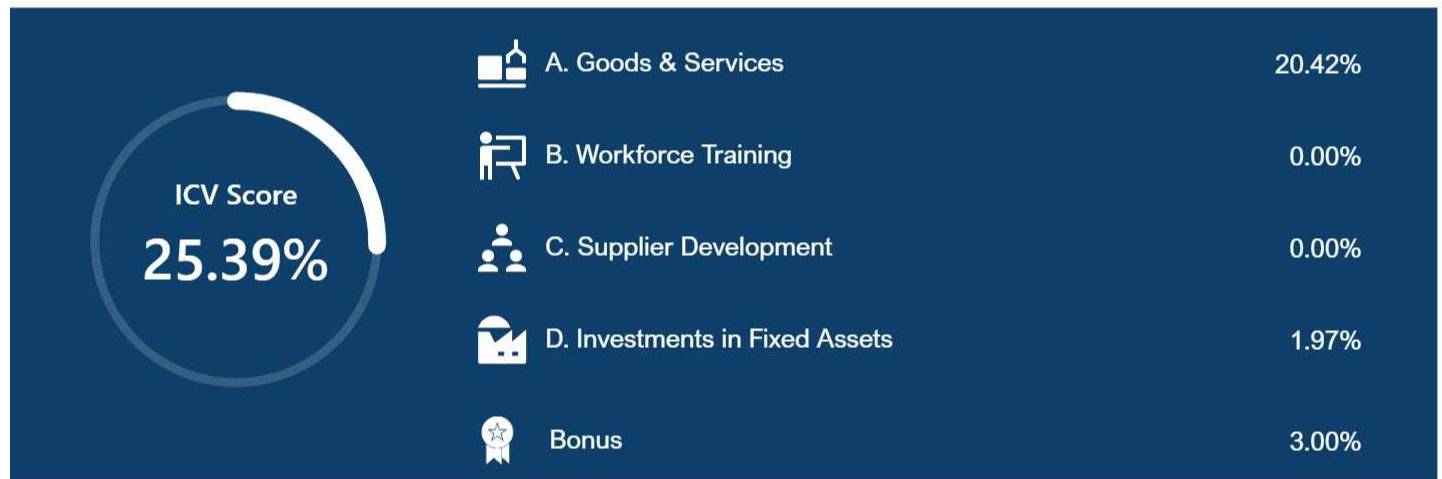 ICV Score
25.39%
A. Goods & Services 20.42%
B. Workforce Training 0.00%
C. Supplier Development 0.00%
D. Investments in Fixed Assets 1.97%
Bonus 3.00%